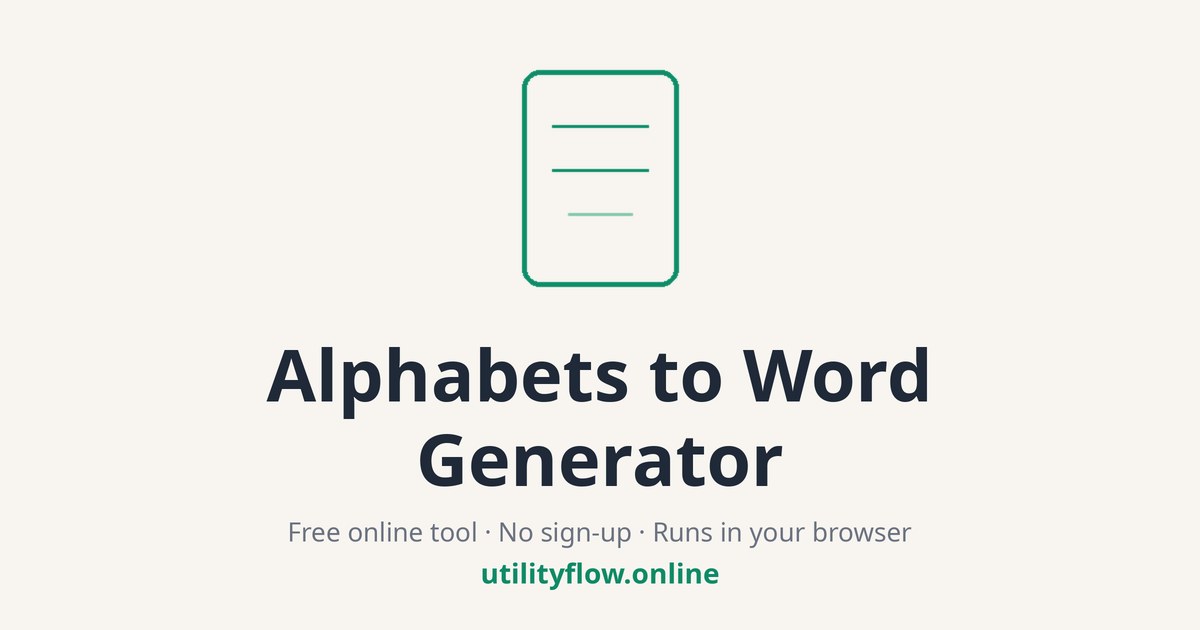 Alphabets to Word
Generator
Free online tool · No sign-up · Runs in your browser
utilityflow.online